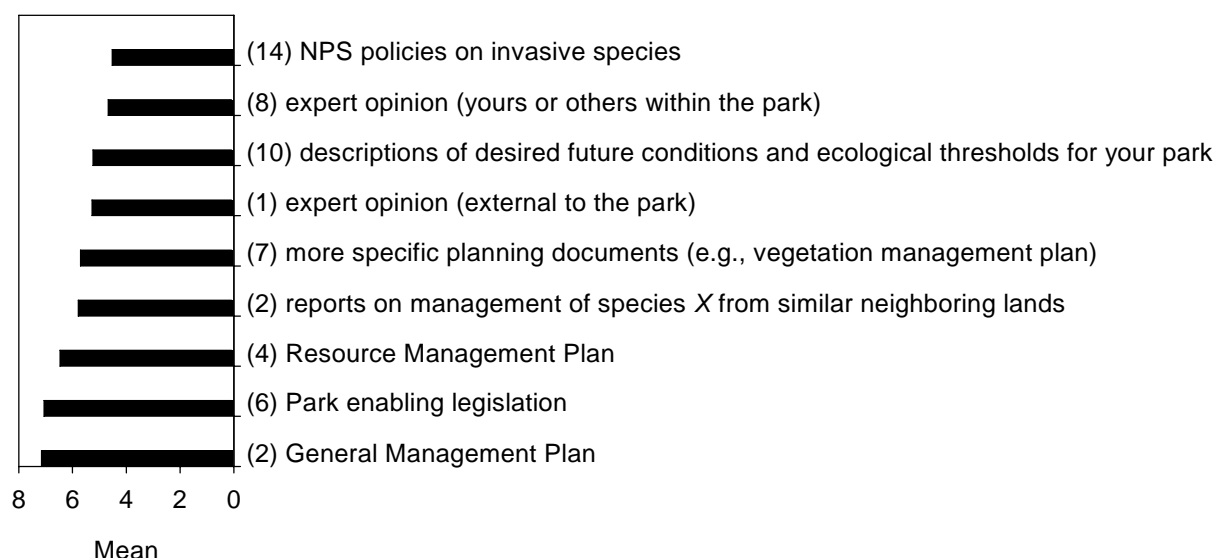 (14) NPS policies on invasive species
(8) expert opinion (yours or others within the park)
(10) descriptions of desired future conditions and ecological thresholds for your park
(1) expert opinion (external to the park)
(7) more specific planning documents (e.g., vegetation management plan)
(2) reports on management of species X from similar neighboring lands
(4) Resource Management Plan
(6) Park enabling legislation
(2) General Management Plan
8 6 4 2 0
Mean